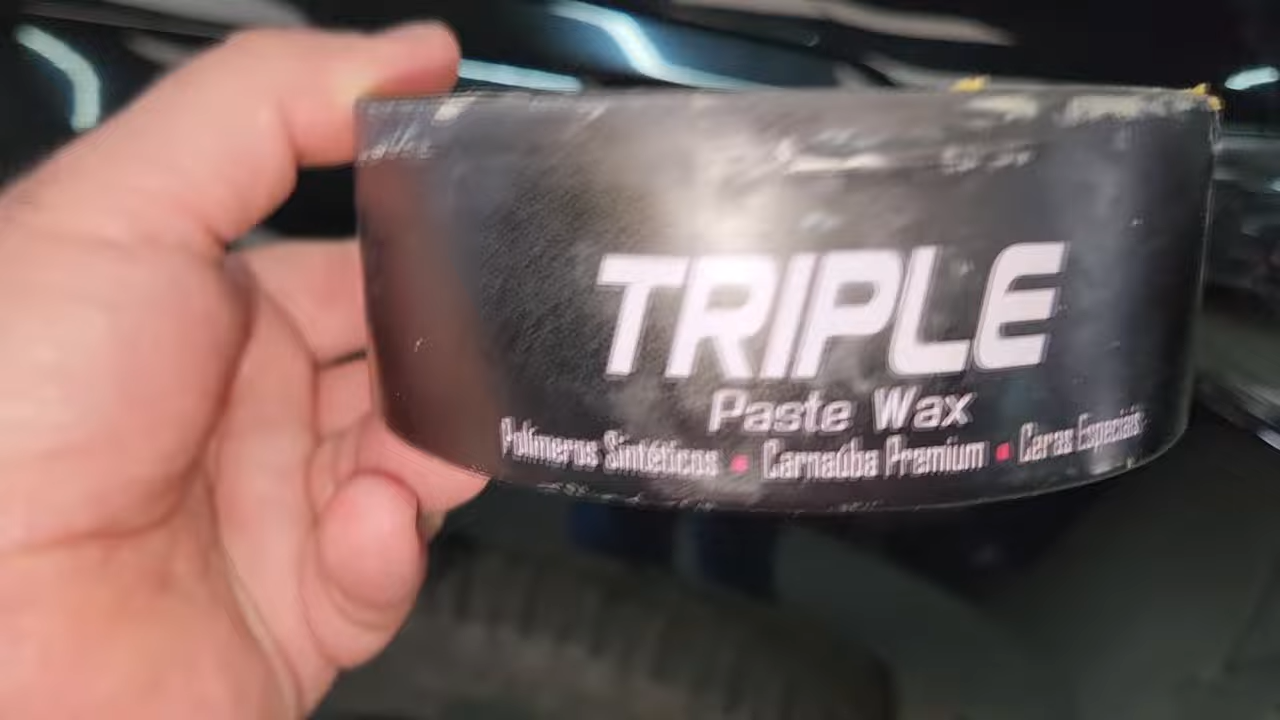 TRIPLE
Paste Wax
Polímeros Sintéticos • Carnaúba Premium • Ceras Especiais